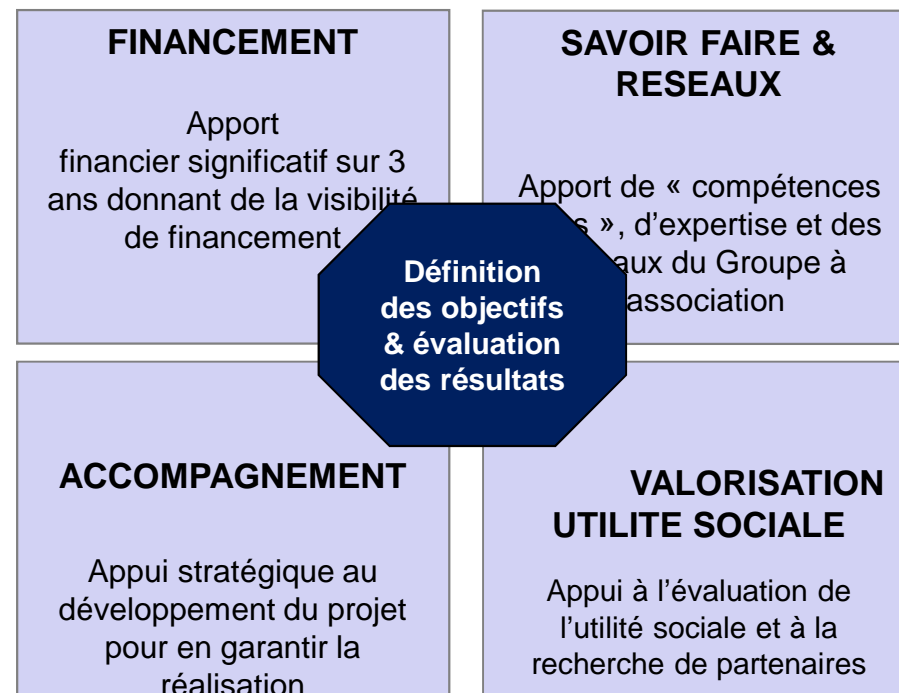 FINANCEMENT
Apport
financier significatif sur 3
ans donnant de la visibilité
de financement
SAVOIR FAIRE &
RESEAUX
Apport de « compétences
», d’expertise et des
du Groupe à
association
Définition
des objectifs
& évaluation
des résultats
ACCOMPAGNEMENT
Appui stratégique au
développement du projet
pour en garantir la
réalisation
VALORISATION
UTILITE SOCIALE
Appui à l’évaluation de
l’utilité sociale et à la
recherche de partenaires